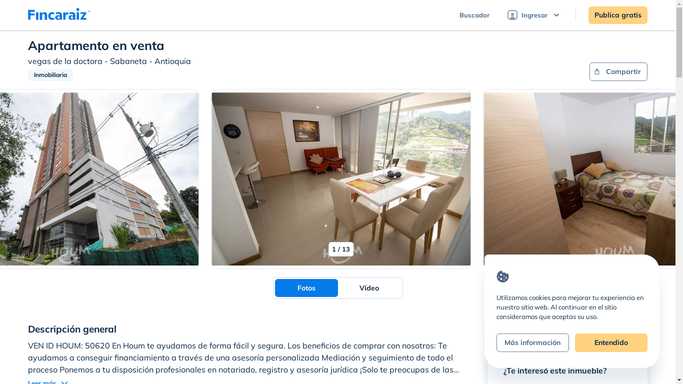 Fincaraiz
Buscador
Ingresar
Publica gratis
Apartamento en venta
vegas de la doctora - Sabaneta - Antioquia
Inmobiliaria
Compartir
HOUM
1 / 13
HOUM
Fotos
Video
Descripción general
VEN ID HOUM: 50620 En Houm te ayudamos de forma fácil y segura. Los beneficios de comprar con nosotros: Te
ayudamos a conseguir financiamiento a través de una asesoría personalizada Mediación y seguimiento de todo el
proceso Ponemos a tu disposición profesionales en notariado, registro y asesoría jurídica ¡Solo te preocupas de las...
Leer más
Utilizamos cookies para mejorar tu experiencia en
nuestro sitio web. Al continuar en el sitio
consideramos que aceptas su uso.
Más información
Entendido
¿Te interesó este inmueble?